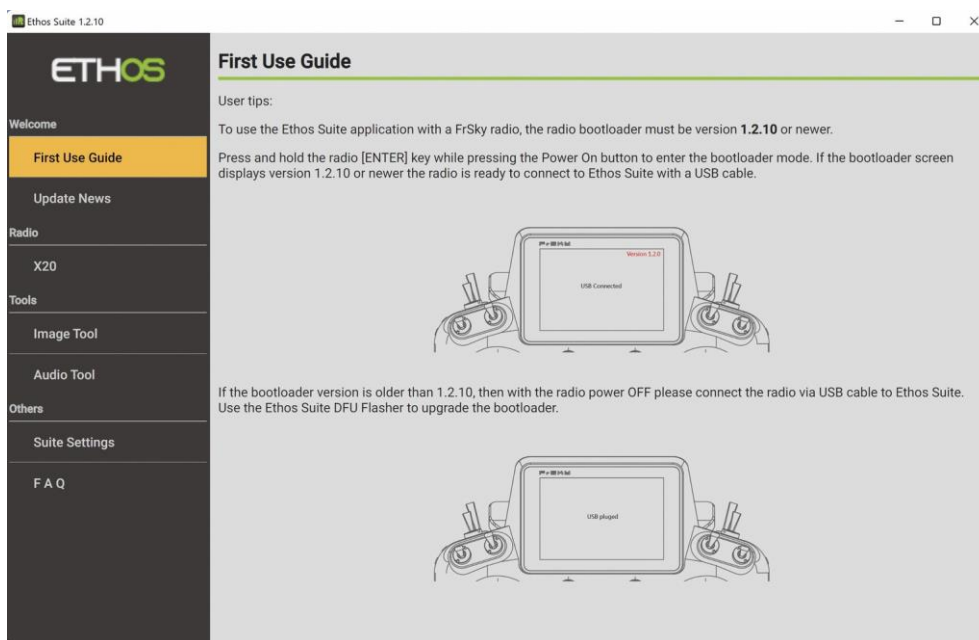 Ethos Suite 1.2.10
ETHOS
Welcome
First Use Guide
Update News
Radio
X20
Tools
Image Tool
Audio Tool
Others
Suite Settings
F A Q
First Use Guide
User tips:
To use the Ethos Suite application with a FrSky radio, the radio bootloader must be version 1.2.10 or newer.
Press and hold the radio [ENTER] key while pressing the Power On button to enter the bootloader mode. If the bootloader screen
displays version 1.2.10 or newer the radio is ready to connect to Ethos Suite with a USB cable.
FrSKY
Version 1.2.0
USB Connected
If the bootloader version is older than 1.2.10, then with the radio power OFF please connect the radio via USB cable to Ethos Suite.
Use the Ethos Suite DFU Flasher to upgrade the bootloader.
FrSKY
USB pluged